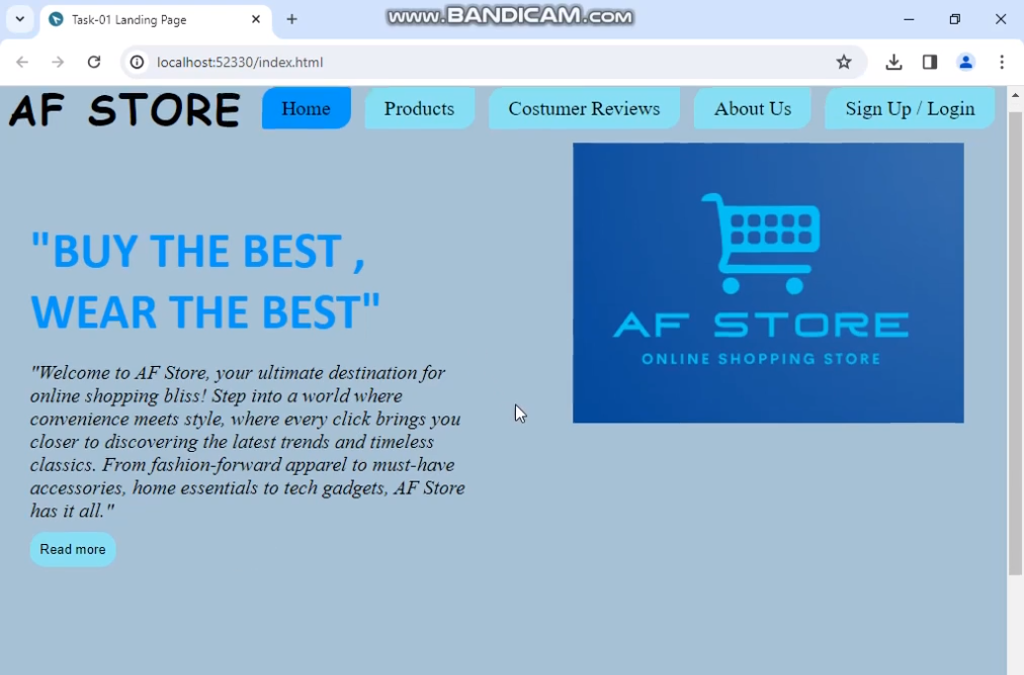 Task-01 Landing Page
www.BANDICAM.com
localhost:52330/index.html
AF STORE
Home
Products
Costumer Reviews
About Us
Sign Up / Login
"BUY THE BEST ,
WEAR THE BEST"
"Welcome to AF Store, your ultimate destination for
online shopping bliss! Step into a world where
convenience meets style, where every click brings you
closer to discovering the latest trends and timeless
classics. From fashion-forward apparel to must-have
accessories, home essentials to tech gadgets, AF Store
has it all."
Read more
AF STORE
ONLINE SHOPPING STORE